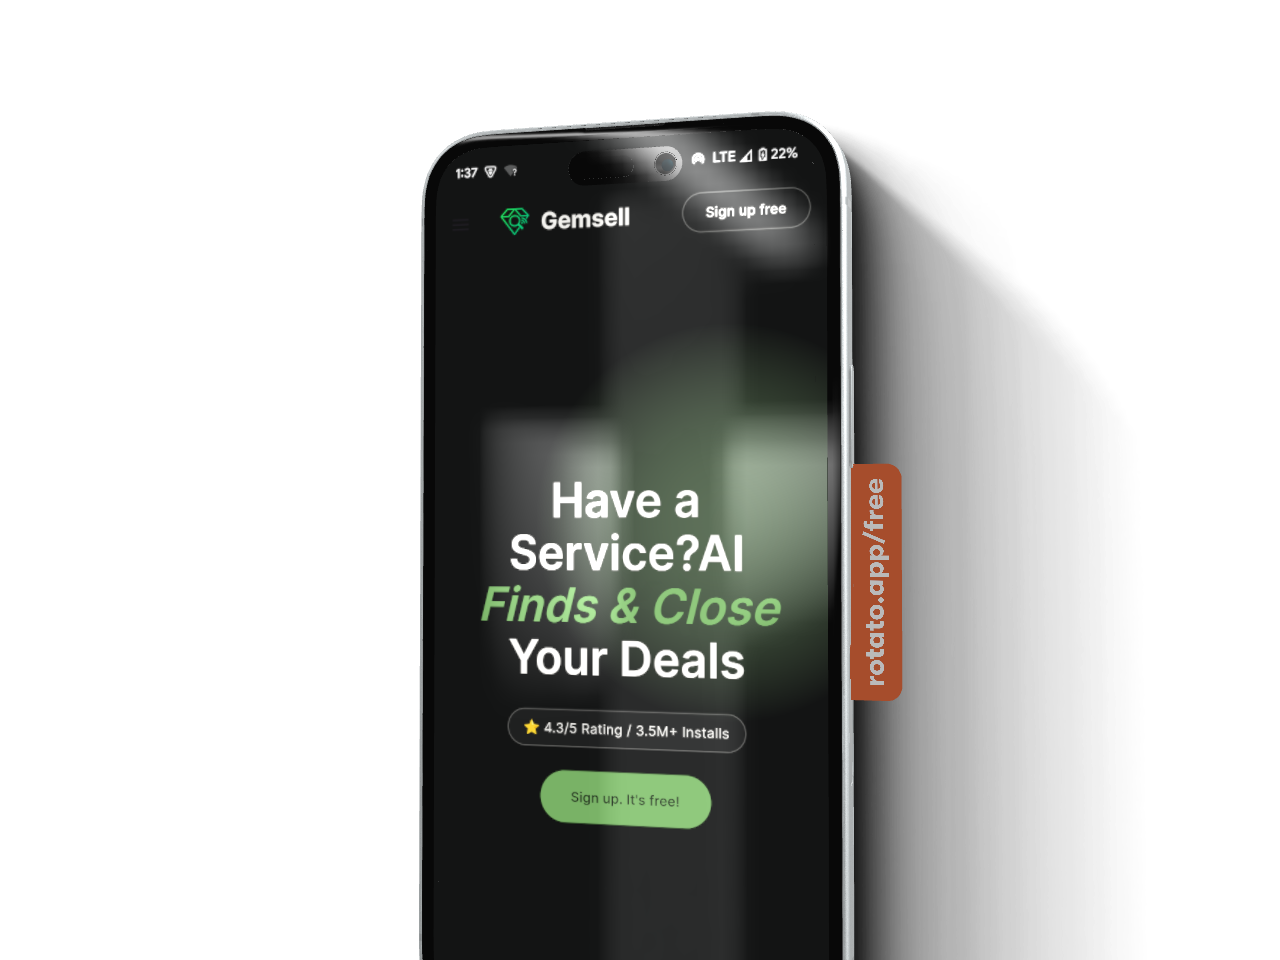 1:37
LTE 22%
Gemsell
Sign up free
Have a
Service?AI
Finds & Close
Your Deals
⭐ 4.3/5 Rating / 3.5M+ Installs
Sign up. It's free!
rotato.app/free